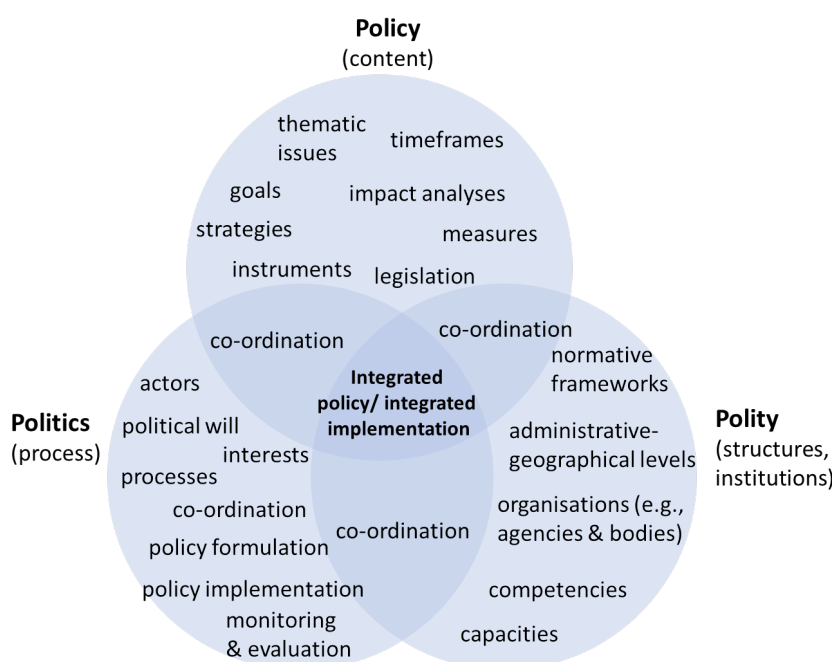 Policy
(content)
thematic
issues
timeframes
goals
impact analyses
strategies
measures
instruments
legislation
co-ordination
co-ordination
normative
frameworks
actors
Integrated
policy/ integrated
implementation
Politics
(process)
Polity
(structures,
institutions)
political will
interests
processes
co-ordination
policy formulation
policy implementation
monitoring
& evaluation
co-ordination
administrative-
geographical levels
organisations (e.g.,
agencies & bodies)
competencies
capacities